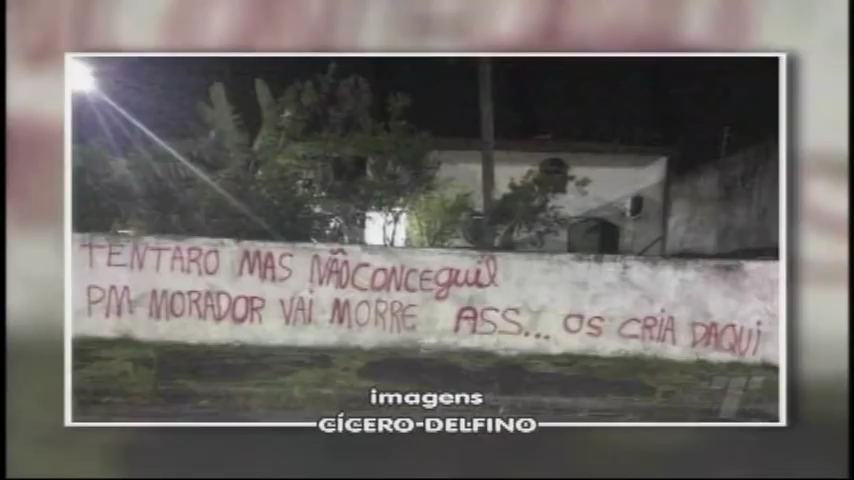 TENTARO MAS NÃO CONCEguil
PM MORADOR VAI MORRE ASS... OS CRIA DAQUI
imagens
CÍCERO-DELFINO